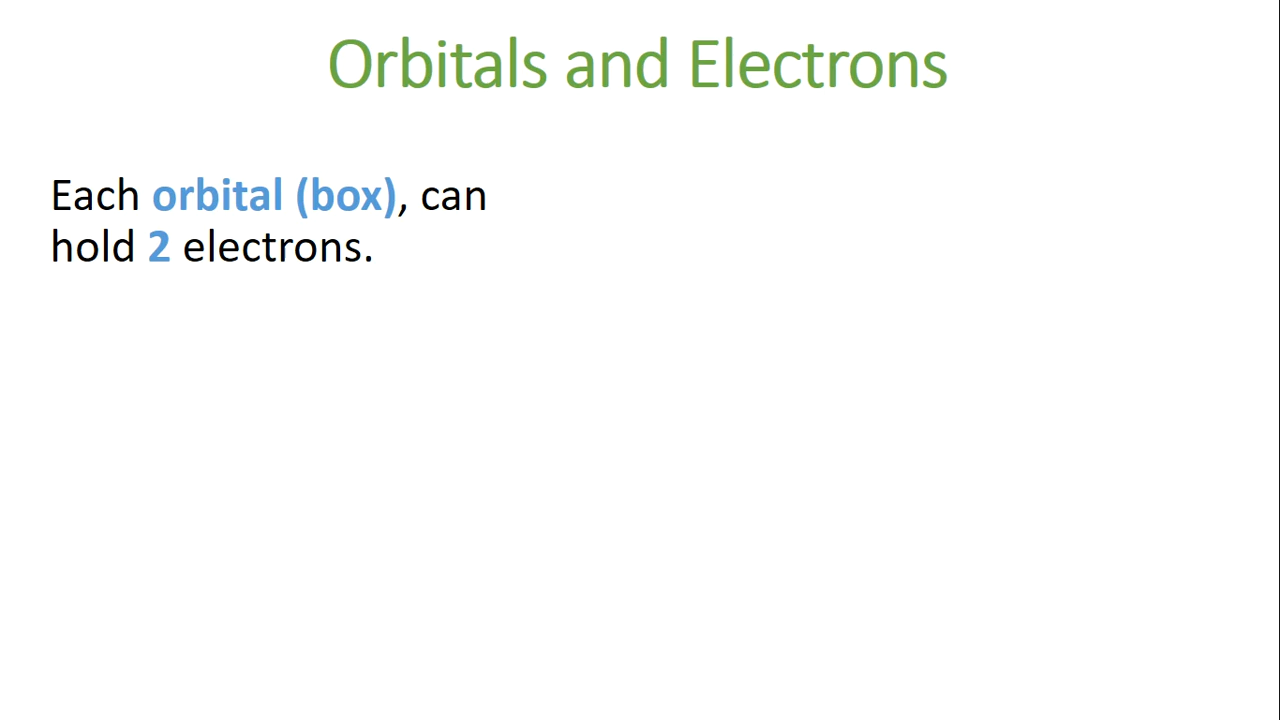 Orbitals and Electrons
Each orbital (box), can
hold 2 electrons.